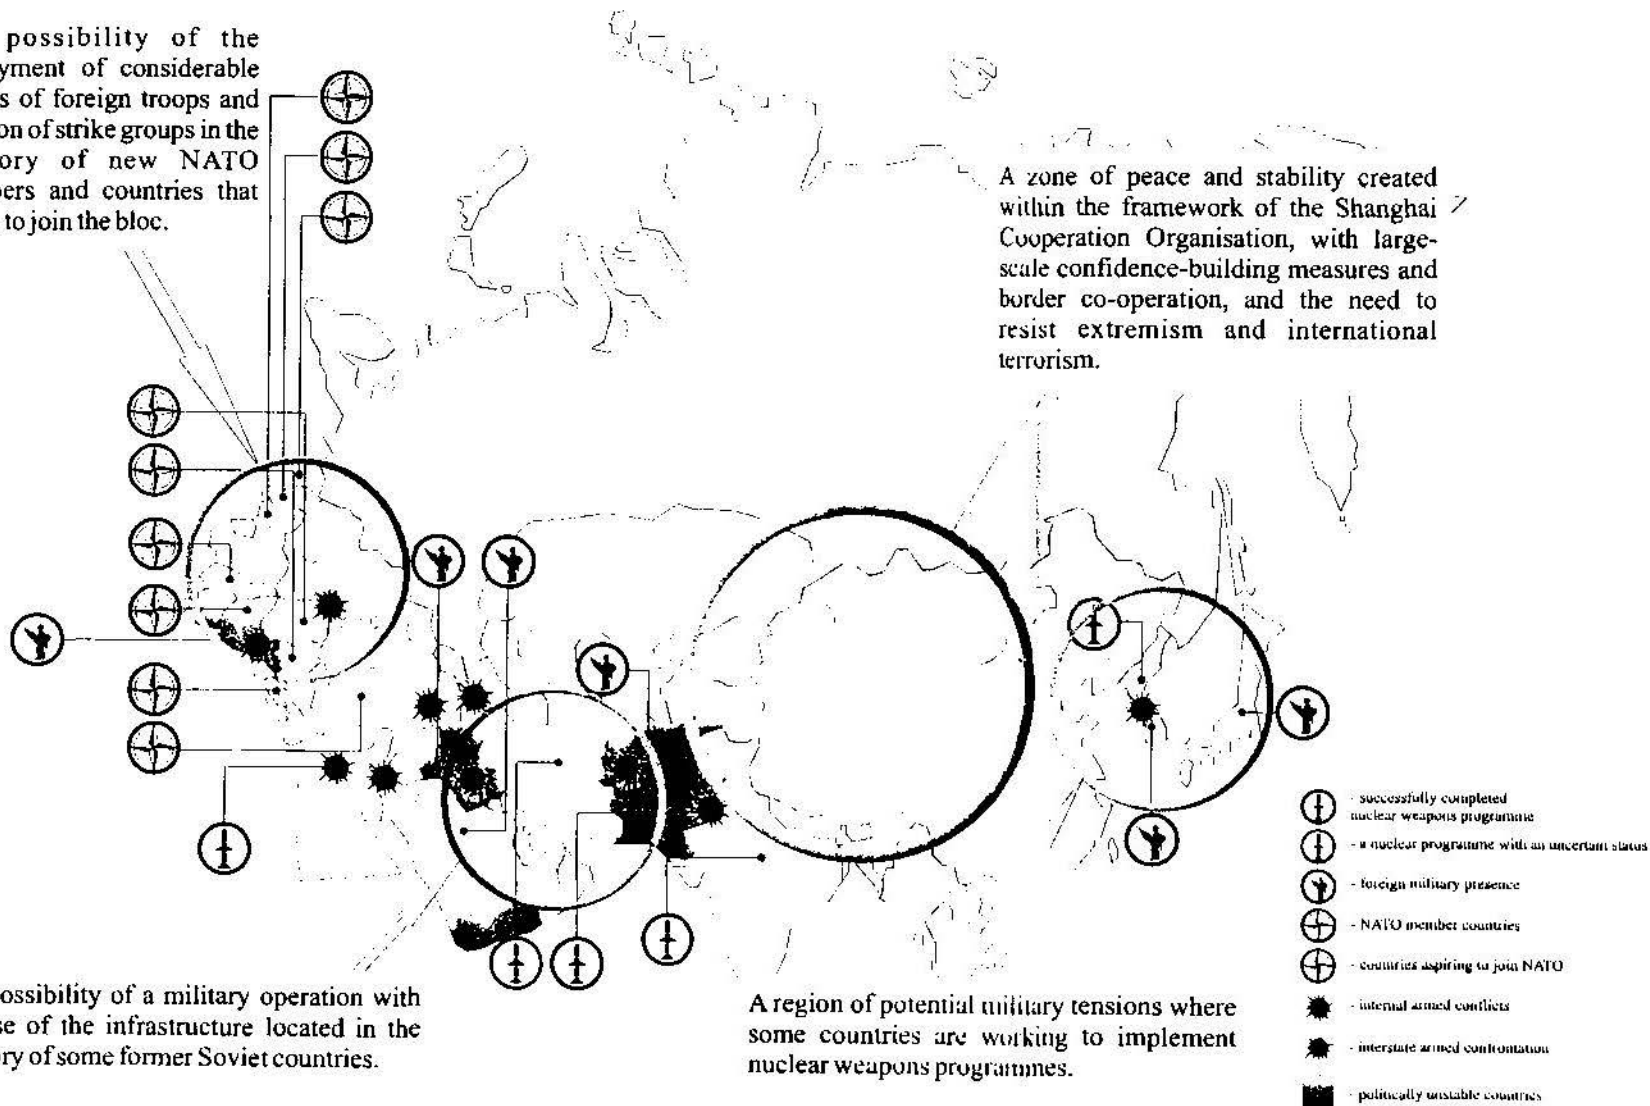 possibility of the
yment of considerable
s of foreign troops and
on of strike groups in the
ory of new NATO
bers and countries that
to join the bloc.
A zone of peace and stability created
within the framework of the Shanghai
Cooperation Organisation, with large-
scale confidence-building measures and
border co-operation, and the need to
resist extremism and international
terrorism.
ossibility of a military operation with
se of the infrastructure located in the
ry of some former Soviet countries.
A region of potential military tensions where
some countries are working to implement
nuclear weapons programmes.
- successfully completed
nuclear weapons programme
- a nuclear programme with an uncertain status
- foreign military presence
- NATO member countries
- countries aspiring to join NATO
- internal armed conflicts
- interstate armed confrontation
- politically unstable countries